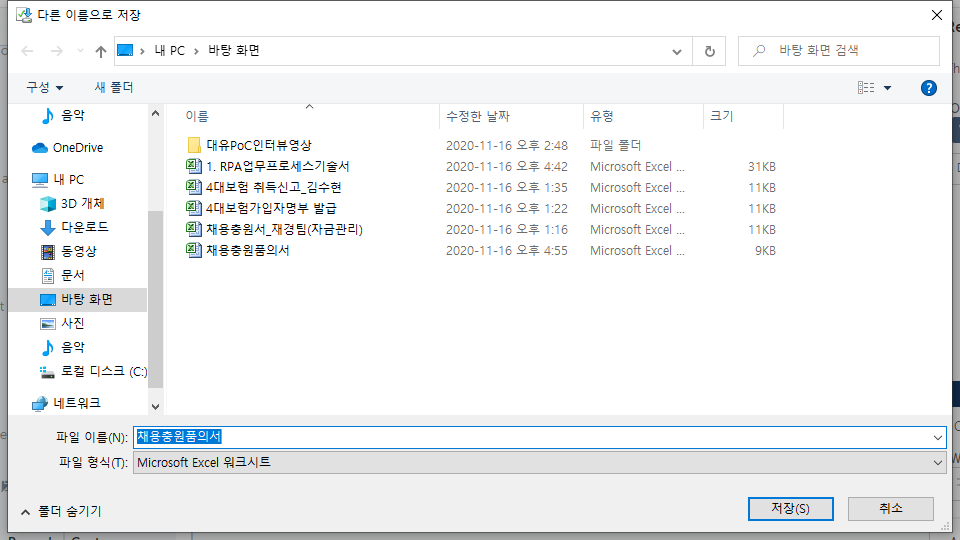 다른 이름으로 저장
내 PC › 바탕 화면
바탕 화면 검색
구성
새 폴더
음악
OneDrive
내 PC
3D 개체
다운로드
동영상
문서
바탕 화면
사진
음악
로컬 디스크 (C:)
네트워크
이름 수정한 날짜 유형 크기
대유PoC인터뷰영상 2020-11-16 오후 2:48 파일 폴더
1. RPA업무프로세스기술서 2020-11-16 오후 4:42 Microsoft Excel ... 31KB
4대보험 취득신고_김수현 2020-11-16 오후 1:35 Microsoft Excel ... 11KB
4대보험가입자명부 발급 2020-11-16 오후 1:22 Microsoft Excel ... 11KB
채용충원서_재경팀(자금관리) 2020-11-16 오후 1:16 Microsoft Excel ... 11KB
채용충원품의서 2020-11-16 오후 4:55 Microsoft Excel ... 9KB
파일 이름(N): 채용충원품의서
파일 형식(T): Microsoft Excel 워크시트
폴더 숨기기
저장(S)
취소